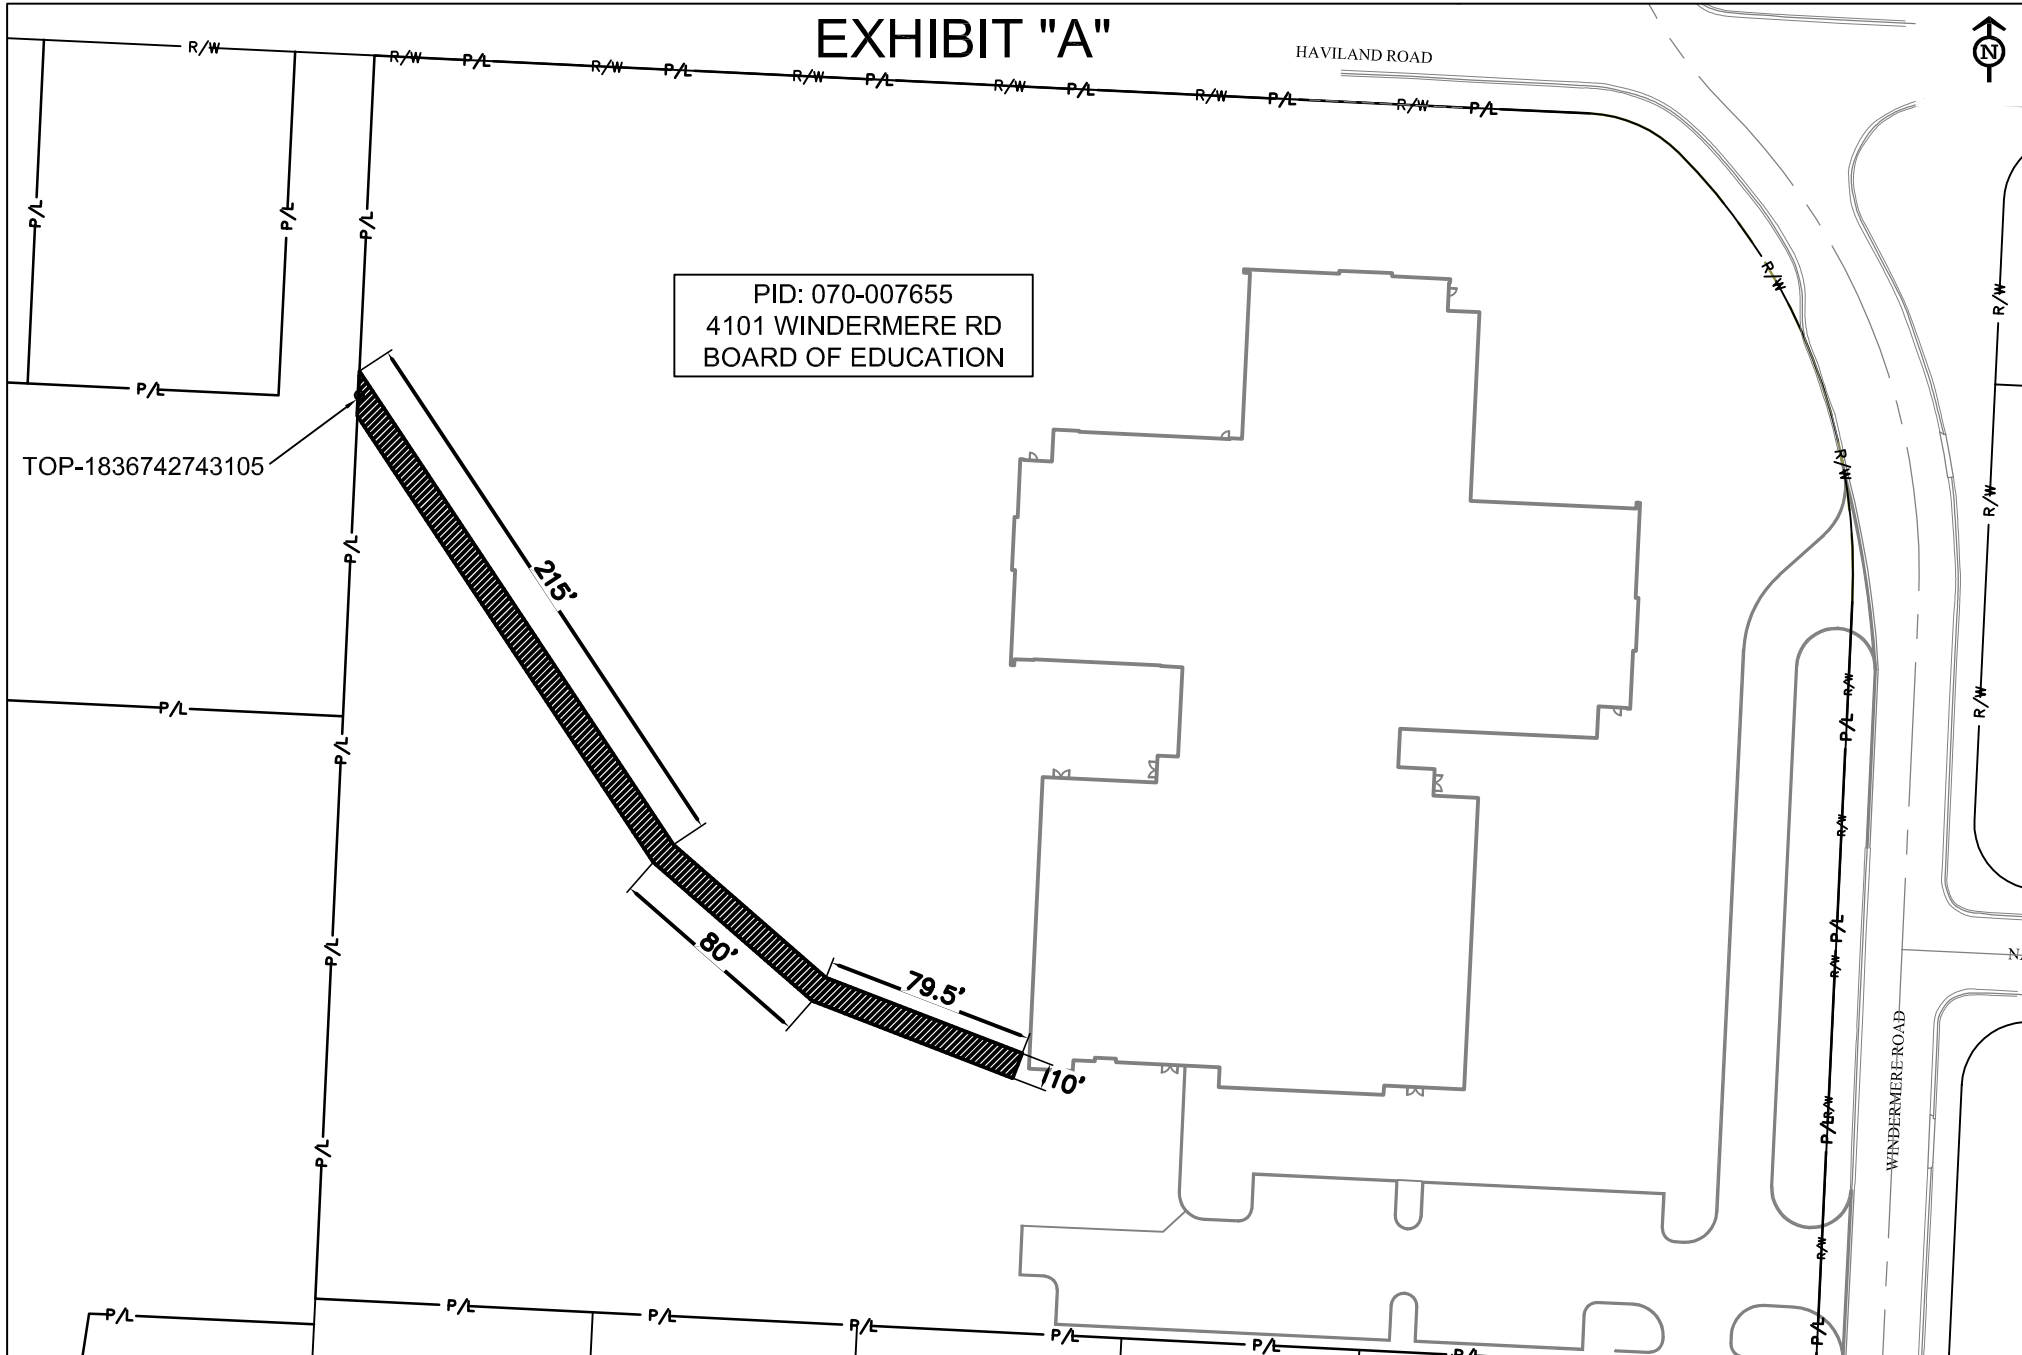 EXHIBIT "A"
HAVILAND ROAD
N
R/W
R/W P/L R/W P/L R/W P/L R/W P/L R/W P/L R/W P/L
P/L
P/L
P/L
PID: 070-007655
4101 WINDERMERE RD
BOARD OF EDUCATION
R/W
R/W
P/L
TOP-1836742743105
R/W
R/W
P/L
215'
P/L
R/W
R/W
P/L
P/L
R/W
80'
79.5'
P/L
P/L
R/W
10'
WINDERMERE ROAD
R/W
P/L
P/L
R/W
P/L
P/L
P/L
P/L
P/L
P/L
P/L
P/L